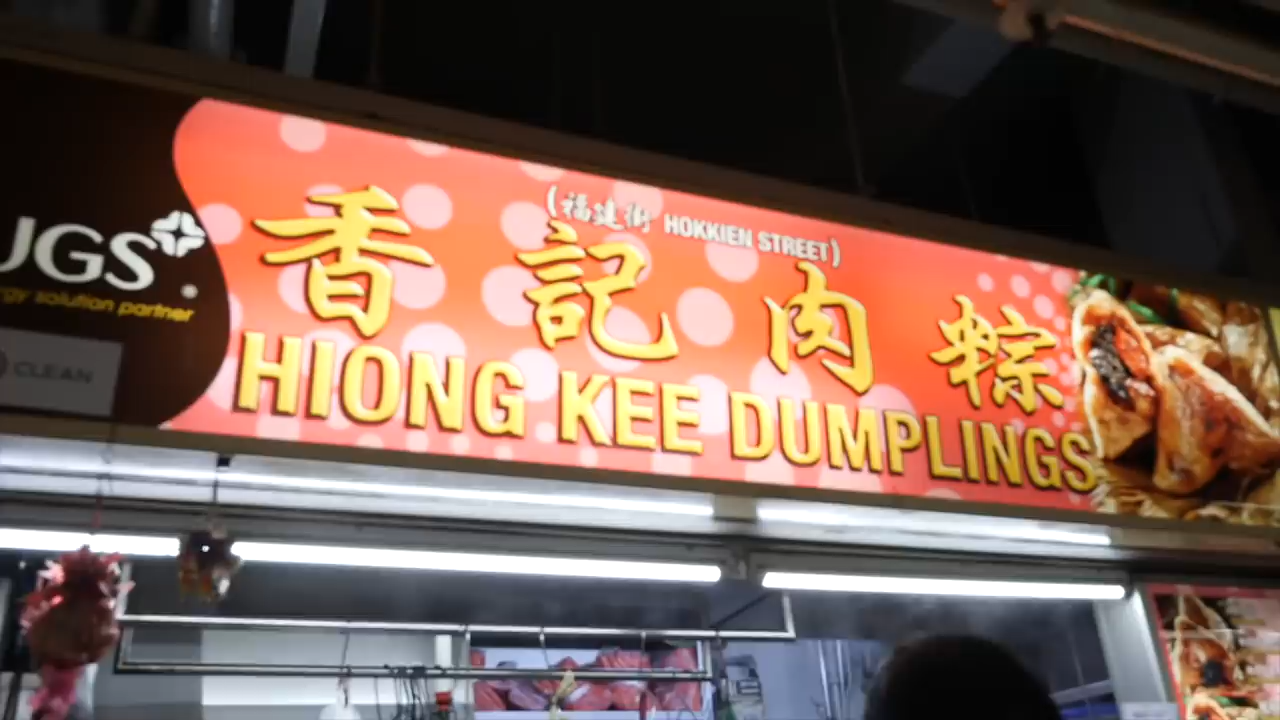 (福建街 HOKKIEN STREET)
香記肉粽
HIONG KEE DUMPLINGS
UGS
solution partner
CLEAN